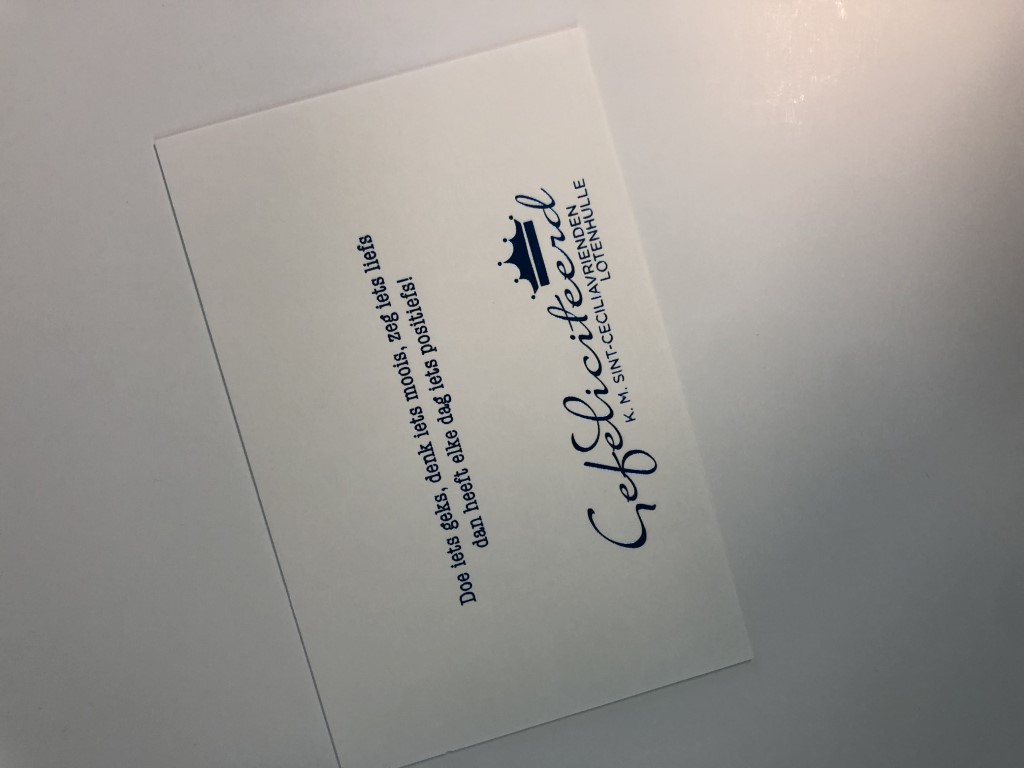 Doe iets geks, denk iets moois, zeg iets liefs
dan heeft elke dag iets positiefs!
Gefeliciteerd
K. M. SINT-CECILIAVRIENDEN
LOTENHULLE